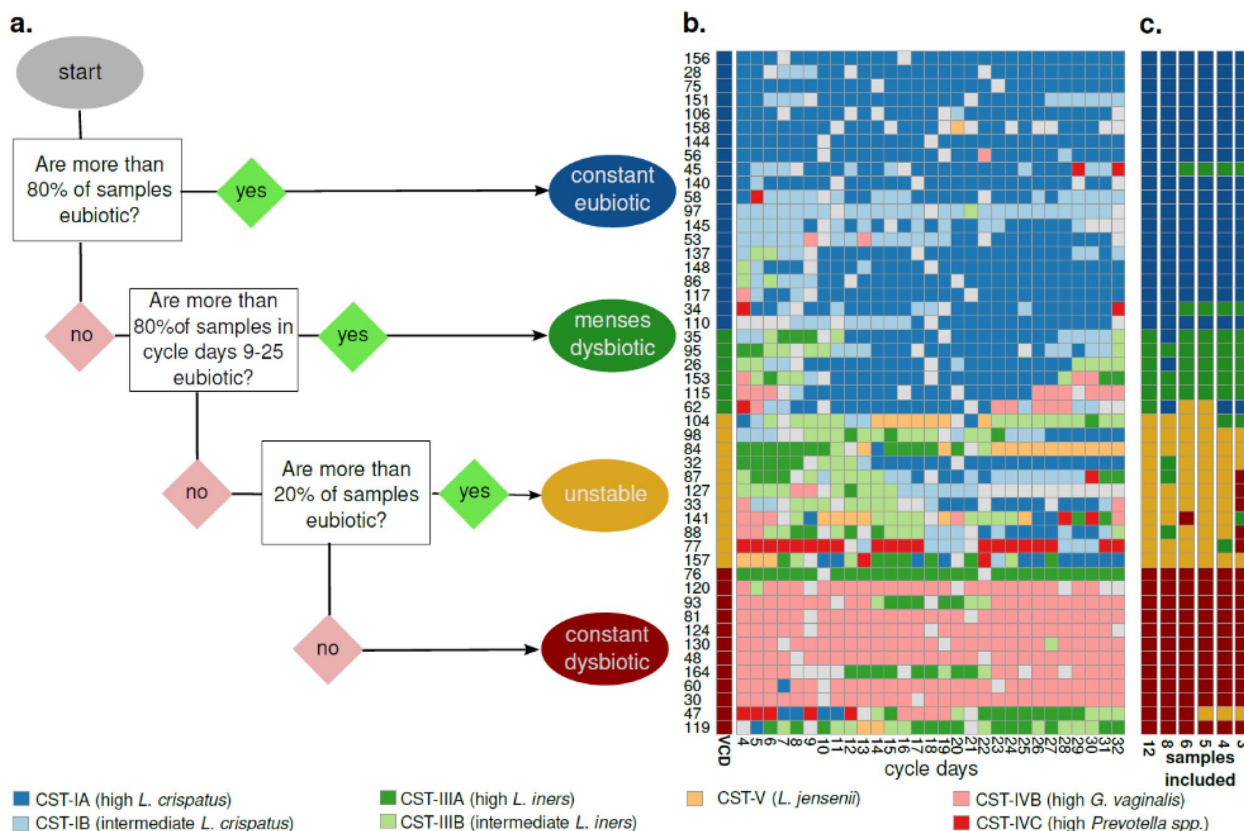 a.
start
Are more than
80% of samples
eubiotic?
yes
constant
eubiotic
no
Are more than
80%of samples in
cycle days 9-25
eubiotic?
yes
menses
dysbiotic
no
Are more than
20% of samples
eubiotic?
yes
unstable
no
constant
dysbiotic
b.
156
28
75
151
106
158
144
56
45
140
58
97
145
53
137
148
86
117
34
110
35
95
26
153
115
62
104
98
84
32
87
127
33
141
88
77
157
76
120
93
81
124
130
48
164
60
30
47
119
VCD 4 5 6 7 8 9 10 11 12 13 14 15 16 17 18 19 20 21 22 23 24 25 26 27 28 29 30 31 32
cycle days
c.
12 8 6 5 4 3
samples
included
CST-IA (high L. crispatus)
CST-IB (intermediate L. crispatus)
CST-IIIA (high L. iners)
CST-IIIB (intermediate L. iners)
CST-V (L. jensenii)
CST-IVB (high G. vaginalis)
CST-IVC (high Prevotella spp.)